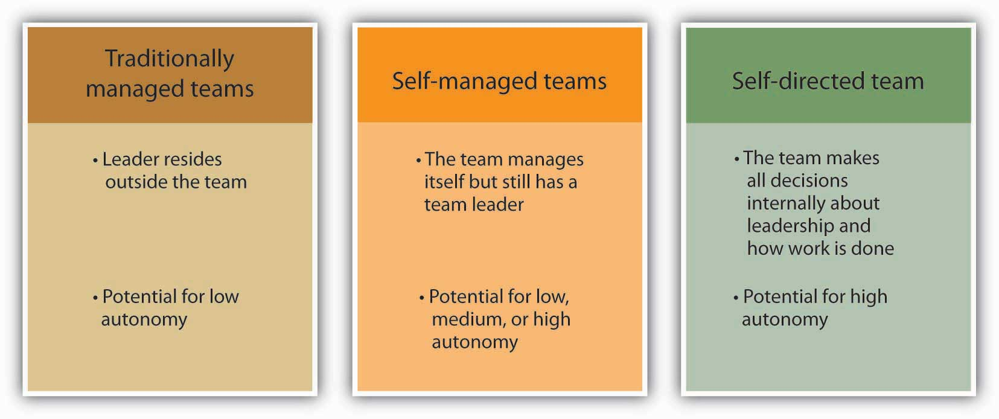 Traditionally
managed teams
• Leader resides
outside the team
• Potential for low
autonomy
Self-managed teams
• The team manages
itself but still has a
team leader
• Potential for low,
medium, or high
autonomy
Self-directed team
• The team makes
all decisions
internally about
leadership and
how work is done
• Potential for high
autonomy